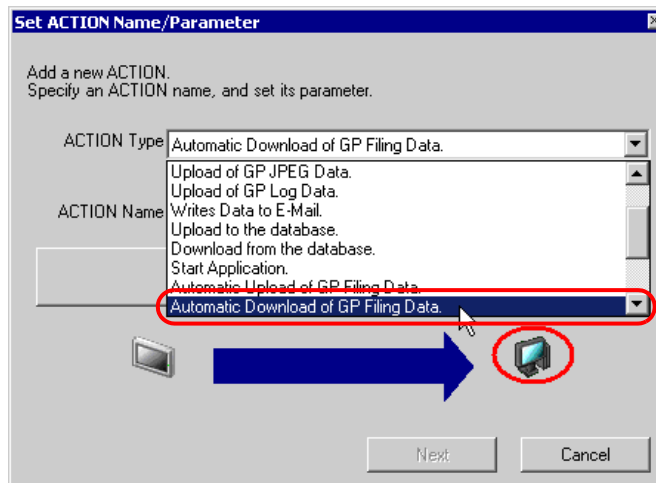 Set ACTION Name/Parameter
Add a new ACTION.
Specify an ACTION name, and set its parameter.
ACTION Type
Automatic Download of GP Filing Data.
Upload of GP JPEG Data.
Upload of GP Log Data.
ACTION Name
Writes Data to E-Mail.
Upload to the database.
Download from the database.
Start Application.
Automatic Upload of GP Filing Data.
Automatic Download of GP Filing Data.
Next
Cancel